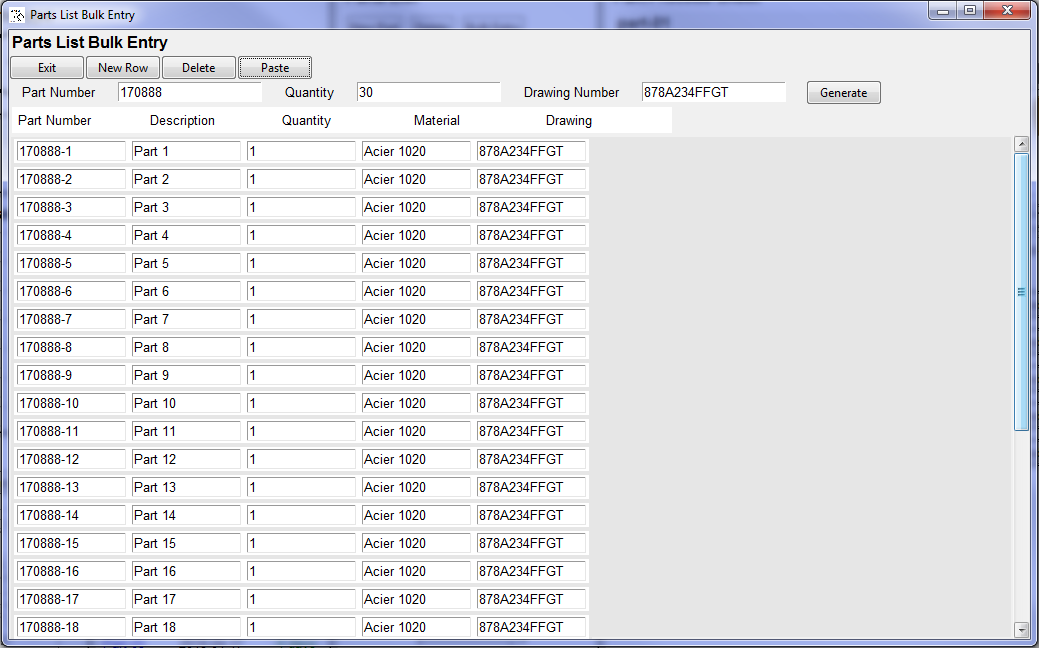 Parts List Bulk Entry
Parts List Bulk Entry
Exit New Row Delete Paste
Part Number 170888 Quantity 30 Drawing Number 878A234FFGT Generate
Part Number Description Quantity Material Drawing
170888-1 Part 1 1 Acier 1020 878A234FFGT
170888-2 Part 2 1 Acier 1020 878A234FFGT
170888-3 Part 3 1 Acier 1020 878A234FFGT
170888-4 Part 4 1 Acier 1020 878A234FFGT
170888-5 Part 5 1 Acier 1020 878A234FFGT
170888-6 Part 6 1 Acier 1020 878A234FFGT
170888-7 Part 7 1 Acier 1020 878A234FFGT
170888-8 Part 8 1 Acier 1020 878A234FFGT
170888-9 Part 9 1 Acier 1020 878A234FFGT
170888-10 Part 10 1 Acier 1020 878A234FFGT
170888-11 Part 11 1 Acier 1020 878A234FFGT
170888-12 Part 12 1 Acier 1020 878A234FFGT
170888-13 Part 13 1 Acier 1020 878A234FFGT
170888-14 Part 14 1 Acier 1020 878A234FFGT
170888-15 Part 15 1 Acier 1020 878A234FFGT
170888-16 Part 16 1 Acier 1020 878A234FFGT
170888-17 Part 17 1 Acier 1020 878A234FFGT
170888-18 Part 18 1 Acier 1020 878A234FFGT